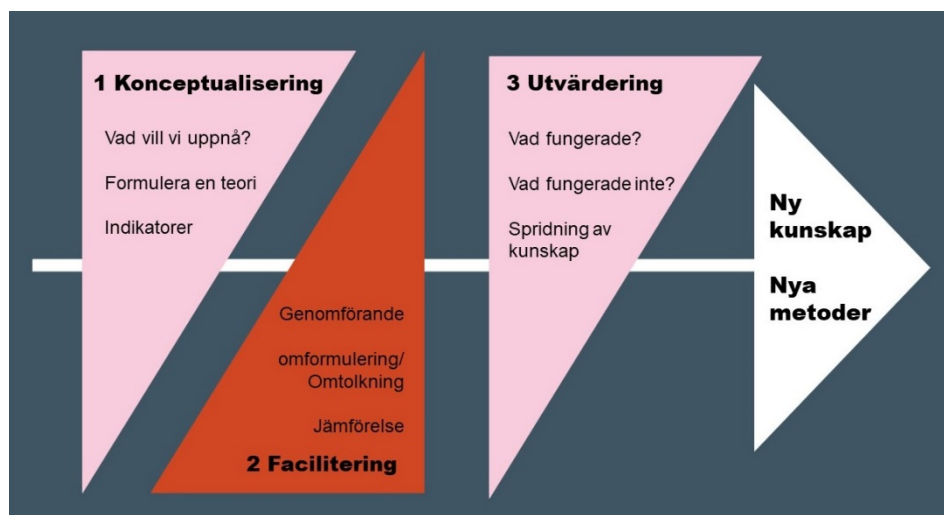 1 Konceptualisering
Vad vill vi uppnå?
Formulera en teori
Indikatorer
Genomförande
omformulering/
Omtolkning
Jämförelse
2 Facilitering
3 Utvärdering
Vad fungerade?
Vad fungerade inte?
Spridning av
kunskap
Ny
kunskap
Nya
metoder